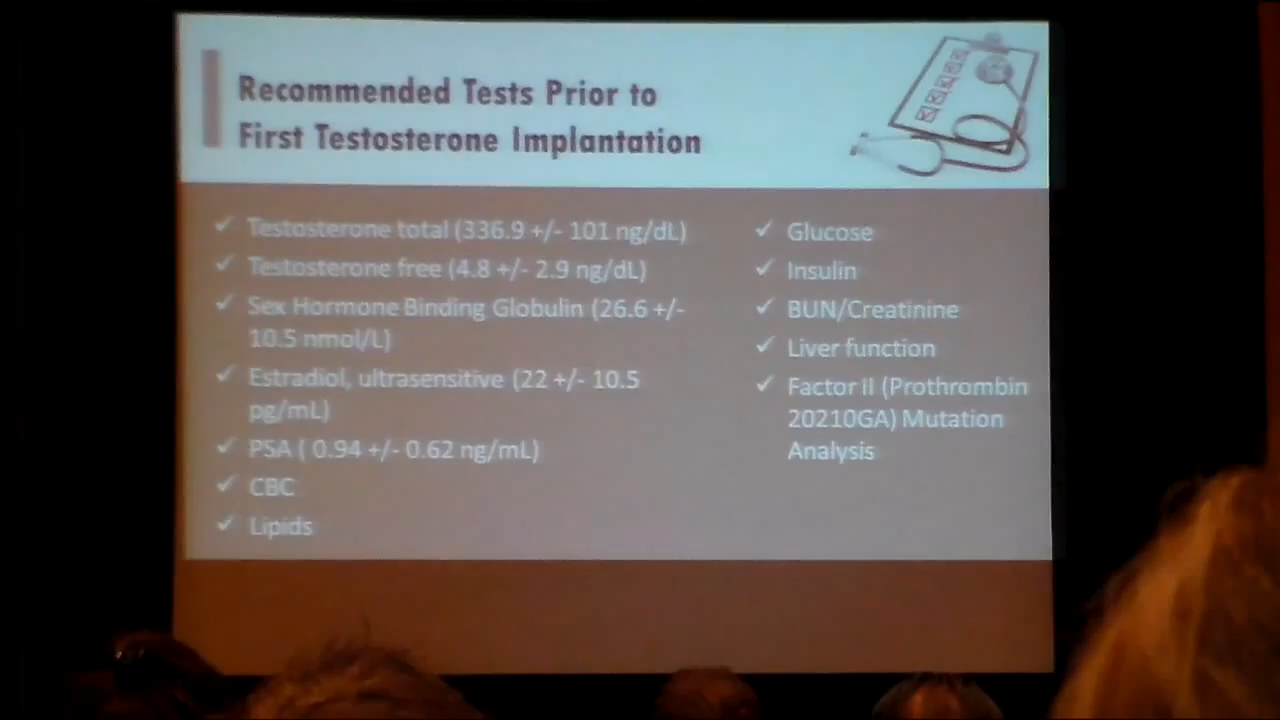 Recommended Tests Prior to
First Testosterone Implantation
✓ Testosterone total (336.9 +/- 101 ng/dL)
✓ Testosterone free (4.8 +/- 2.9 ng/dL)
✓ Sex Hormone Binding Globulin (26.6 +/-
10.5 nmol/L)
✓ Estradiol, ultrasensitive (22 +/- 10.5
pg/mL)
✓ PSA ( 0.94 +/- 0.62 ng/mL)
✓ CBC
✓ Lipids
✓ Glucose
✓ Insulin
✓ BUN/Creatinine
✓ Liver function
✓ Factor II (Prothrombin
20210GA) Mutation
Analysis